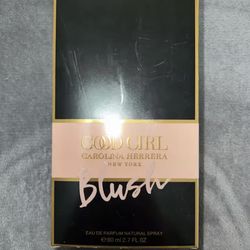 GOOD GIRL
CAROLINA HERRERA
NEW YORK
Blush
EAU DE PARFUM NATURAL SPRAY
℮80 ml 2.7 FL. OZ.